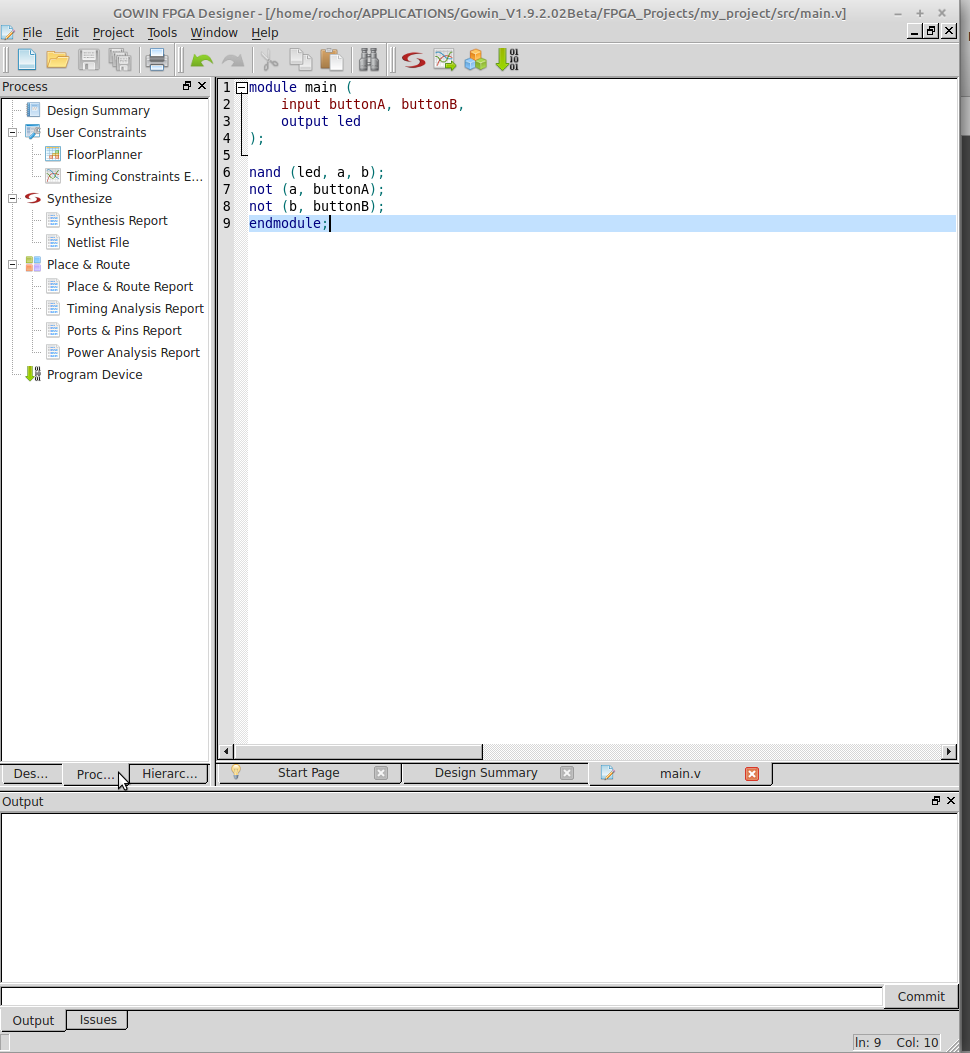 GOWIN FPGA Designer - [/home/rochor/APPLICATIONS/Gowin_V1.9.2.02Beta/FPGA_Projects/my_project/src/main.v]
File Edit Project Tools Window Help
Process
Design Summary
User Constraints
FloorPlanner
Timing Constraints E...
Synthesize
Synthesis Report
Netlist File
Place & Route
Place & Route Report
Timing Analysis Report
Ports & Pins Report
Power Analysis Report
Program Device
Des... Proc... Hierarc...
1 module main (
2     input buttonA, buttonB,
3     output led
4 );
5
6 nand (led, a, b);
7 not (a, buttonA);
8 not (b, buttonB);
9 endmodule;
Start Page Design Summary main.v
Output
Commit
Output Issues
ln: 9 Col: 10